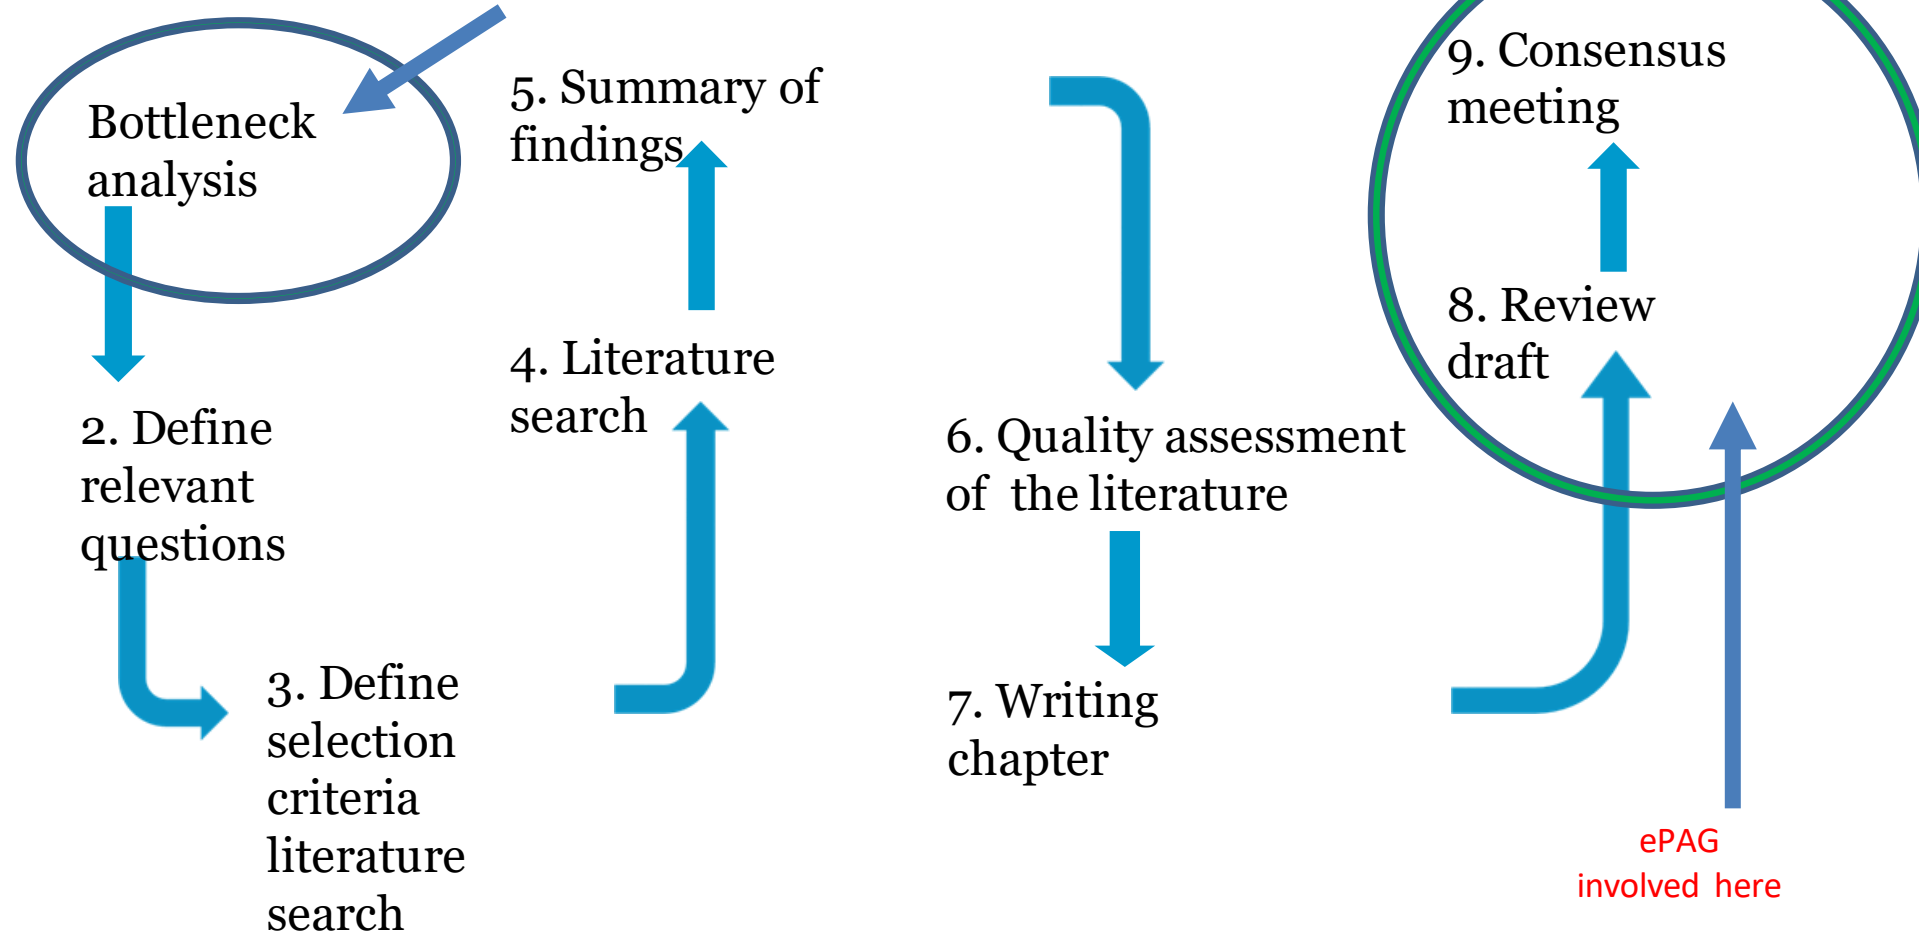 Bottleneck
analysis
2. Define
relevant
questions
3. Define
selection
criteria
literature
search
4. Literature
search
5. Summary of
findings
6. Quality assessment
of  the literature
7. Writing
chapter
8. Review
draft
9. Consensus
meeting
ePAG
involved here